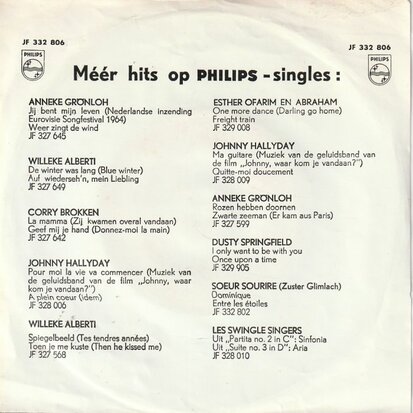 JF 332 806
JF 332 806
PHILIPS
PHILIPS
Méér hits op PHILIPS - singles :
ANNEKE GRÖNLOH
Jij bent mijn leven (Nederlandse inzending
Eurovisie Songfestival 1964)
Weer zingt de wind
JF 327 645
WILLEKE ALBERTI
De winter was lang (Blue winter)
Auf wiederseh'n, mein Liebling
JF 327 649
CORRY BROKKEN
La mamma (Zij kwamen overal vandaan)
Geef mij je hand (Donnez-moi la main)
JF 327 642
JOHNNY HALLYDAY
Pour moi la vie va commencer (Muziek van
de geluidsband van de film „Johnny, waar
kom je vandaan?")
A plein coeur (idem)
JF 328 006
WILLEKE ALBERTI
Spiegelbeeld (Tes tendres années)
Toen je me kuste (Then he kissed me)
JF 327 568
ESTHER OFARIM EN ABRAHAM
One more dance (Darling go home)
Freight train
JF 329 008
JOHNNY HALLYDAY
Ma guitare (Muziek van de geluidsband van
de film „Johnny, waar kom je vandaan?")
Quitte-moi doucement
JF 328 009
ANNEKE GRÖNLOH
Rozen hebben doornen
Zwarte zeeman (Er kam aus Paris)
JF 327 599
DUSTY SPRINGFIELD
I only want to be with you
Once upon a time
JF 329 905
SOEUR SOURIRE (Zuster Glimlach)
Dominique
Entre les étoiles
JF 332 802
LES SWINGLE SINGERS
Uit „Partita no. 2 in C": Sinfonia
Uit „Suite no. 3 in D": Aria
JF 328 010